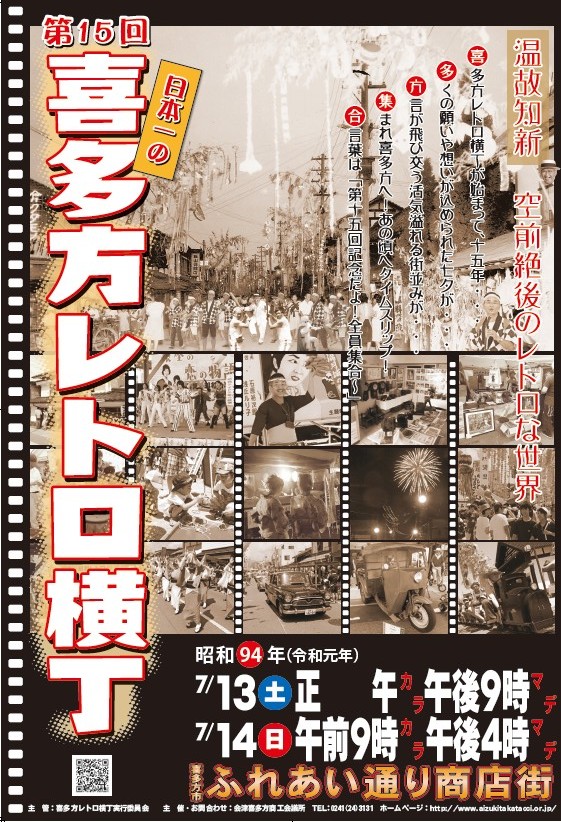 第15回
日本一の
喜多方レトロ横丁
温故知新 空前絶後のレトロな世界
喜多方レトロ横丁が始まって、十五年・・・
多くの願いや想いが込められた七夕が・・・
方言が飛び交う活気溢れる街並みが・・・
集まれ喜多方へ!あの頃へタイムスリップ!
合言葉は「第十五回記念だよ!全員集合〜」
昭和94年(令和元年)
7/13土 正午カラ午後9時マデ
7/14日 午前9時カラ午後4時マデ
喜多方市 ふれあい通り商店街
主 管:喜多方レトロ横丁実行委員会 主 催・お問合わせ:会津喜多方商工会議所 TEL:0241(24)3131 ホームページ:http://www.aizukitakatacci.or.jp/